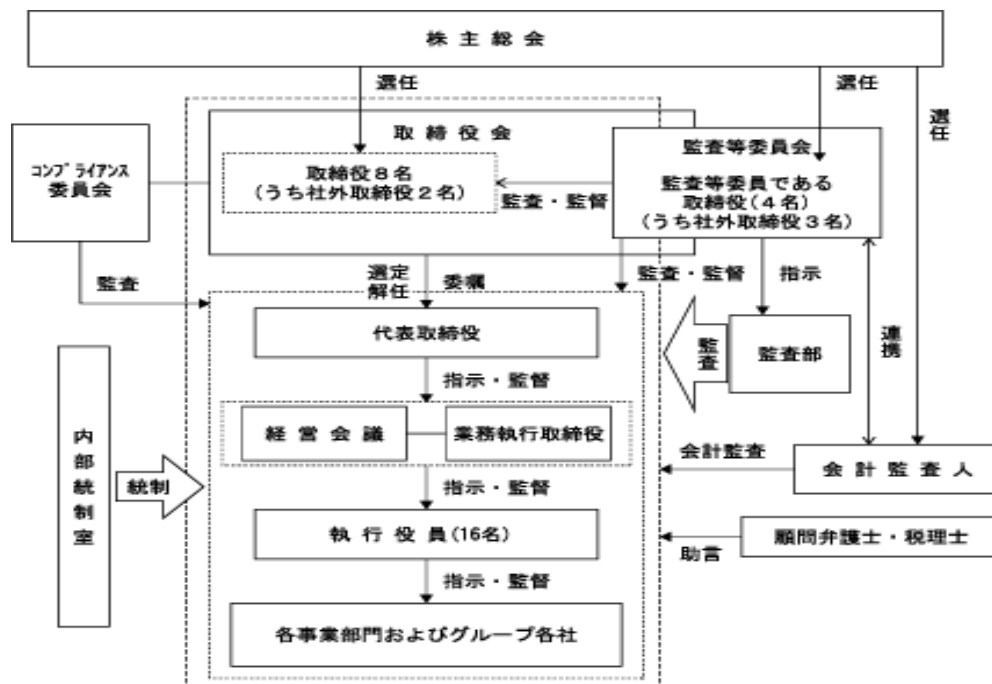 株 主 総 会
選任
選任
選任
取 締 役 会
監査等委員会
コンプライアンス
委員会
取締役８名
（うち社外取締役２名）
監査等委員である
取締役（４名）
（うち社外取締役３名）
監査・監督
監査
選定
解任
委嘱
監査・監督
指示
代表取締役
監査
監査部
連携
指示・監督
内部統制室
経 営 会 議
業務執行取締役
会計監査
会 計 監 査 人
統制
指示・監督
執 行 役 員（16名）
顧問弁護士・税理士
助言
指示・監督
各事業部門およびグループ各社